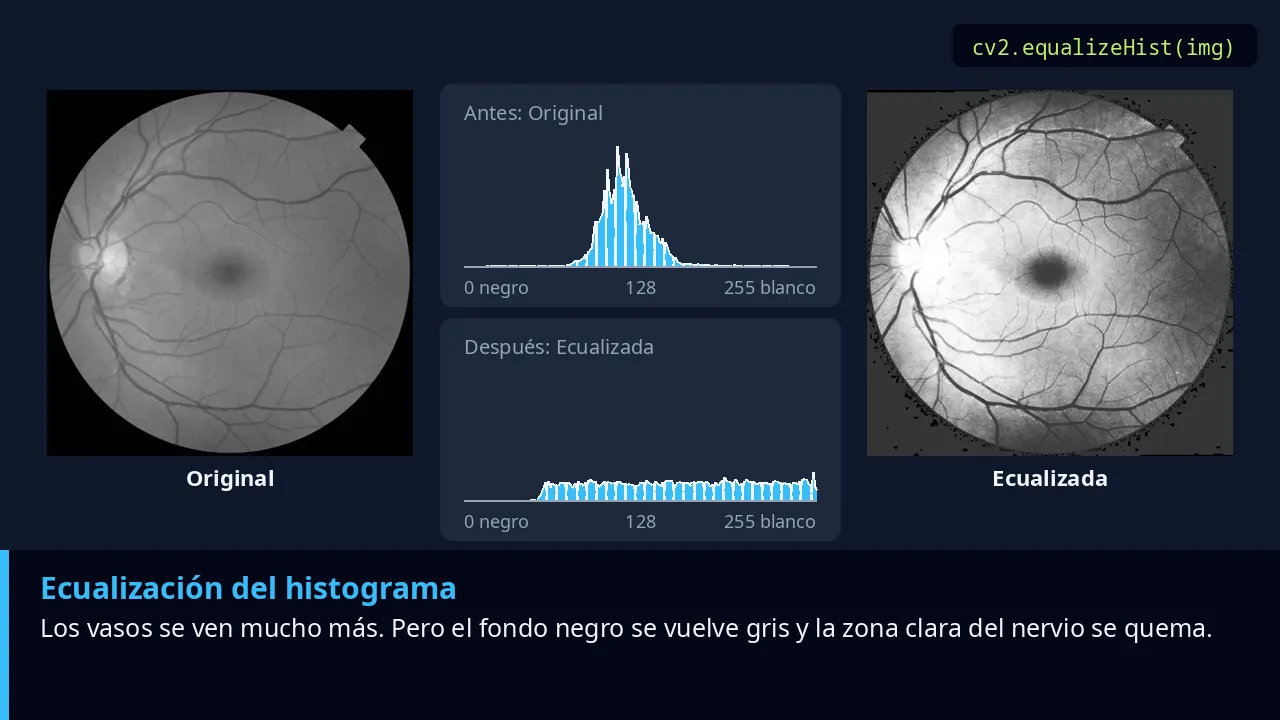 cv2.equalizeHist(img)
Antes: Original
0 negro 128 255 blanco
Después: Ecualizada
0 negro 128 255 blanco
Original
Ecualizada
Ecualización del histograma
Los vasos se ven mucho más. Pero el fondo negro se vuelve gris y la zona clara del nervio se quema.